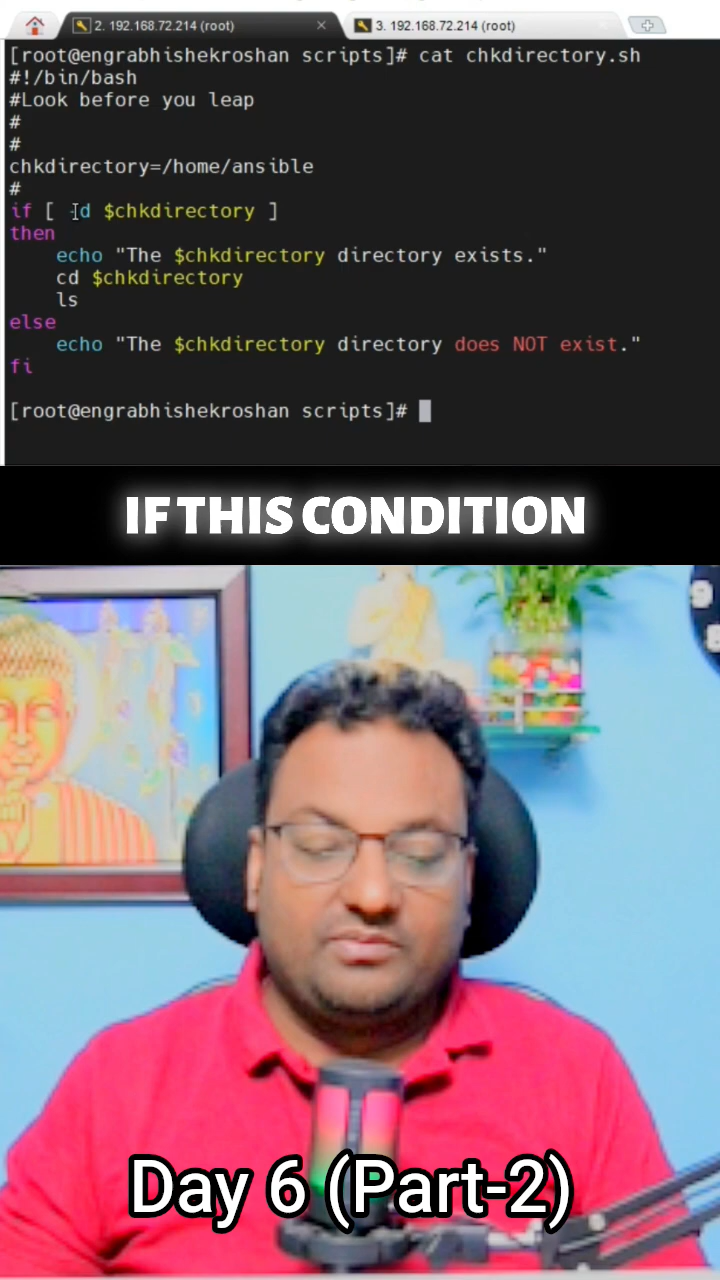 2. 192.168.72.214 (root)
3. 192.168.72.214 (root)
[root@engrabhishekroshan scripts]# cat chkdirectory.sh
#!/bin/bash
#Look before you leap
#
#
chkdirectory=/home/ansible
#
if [ -d $chkdirectory ]
then
    echo "The $chkdirectory directory exists."
    cd $chkdirectory
    ls
else
    echo "The $chkdirectory directory does NOT exist."
fi
[root@engrabhishekroshan scripts]#
IF THIS CONDITION
9
8
Day 6 (Part-2)